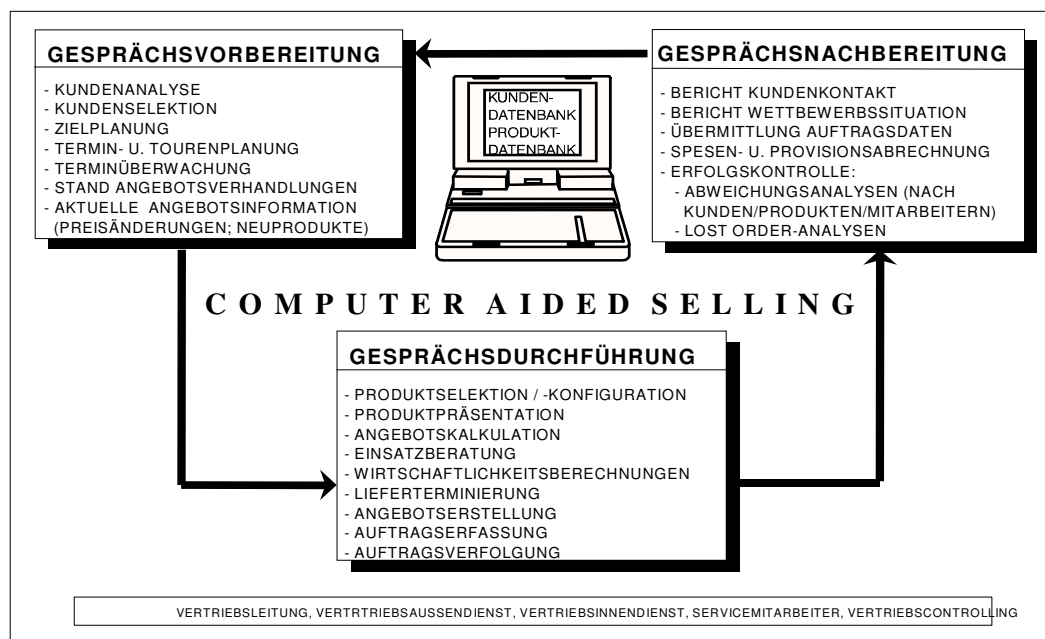 GESPRÄCHSVORBEREITUNG
- KUNDENANALYSE
- KUNDENSELEKTION
- ZIELPLANUNG
- TERMIN- U. TOURENPLANUNG
- TERMINÜBERWACHUNG
- STAND ANGEBOTSVERHANDLUNGEN
- AKTUELLE ANGEBOTSINFORMATION
(PREISÄNDERUNGEN; NEUPRODUKTE)
KUNDEN-
DATENBANK
PRODUKT-
DATENBANK
GESPRÄCHSNACHBEREITUNG
- BERICHT KUNDENKONTAKT
- BERICHT WETTBEWERBSSITUATION
- ÜBERMITTLUNG AUFTRAGSDATEN
- SPESEN- U. PROVISIONSABRECHNUNG
- ERFOLGSKONTROLLE:
- ABWEICHUNGSANALYSEN (NACH
KUNDEN/PRODUKTEN/MITARBEITERN)
- LOST ORDER-ANALYSEN
COMPUTER AIDED SELLING
GESPRÄCHSDURCHFÜHRUNG
- PRODUKTSELEKTION / -KONFIGURATION
- PRODUKTPRÄSENTATION
- ANGEBOTSKALKULATION
- EINSATZBERATUNG
- WIRTSCHAFTLICHKEITSBERECHNUNGEN
- LIEFERTERMINIERUNG
- ANGEBOTSERSTELLUNG
- AUFTRAGSERFASSUNG
- AUFTRAGSVERFOLGUNG
VERTRIEBSLEITUNG, VERTRTRIEBSAUSSENDIENST, VERTRIEBSINNENDIENST, SERVICEMITARBEITER, VERTRIEBSCONTROLLING